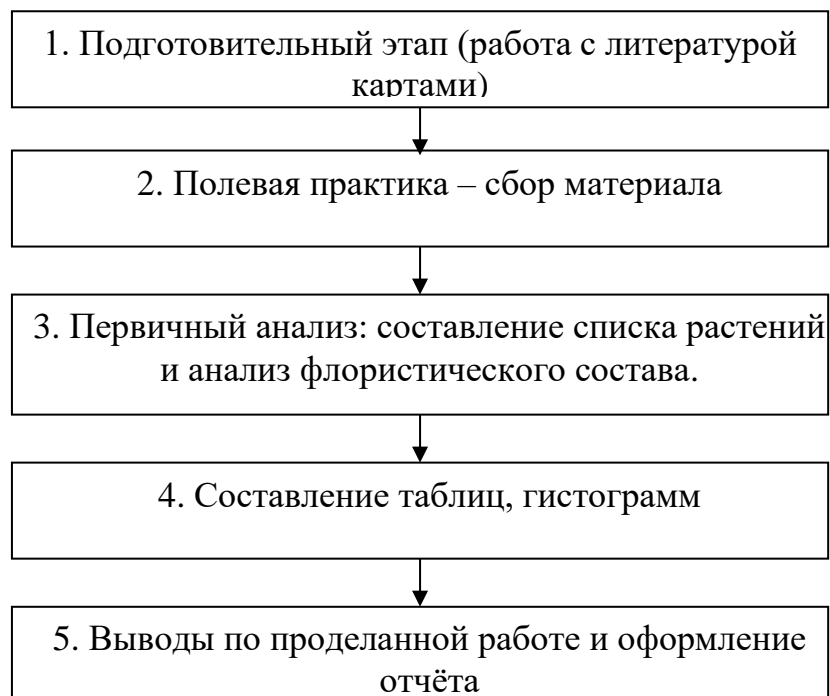 1. Подготовительный этап (работа с литературой
картами)
2. Полевая практика – сбор материала
3. Первичный анализ: составление списка растений
и анализ флористического состава.
4. Составление таблиц, гистограмм
5. Выводы по проделанной работе и оформление
отчёта